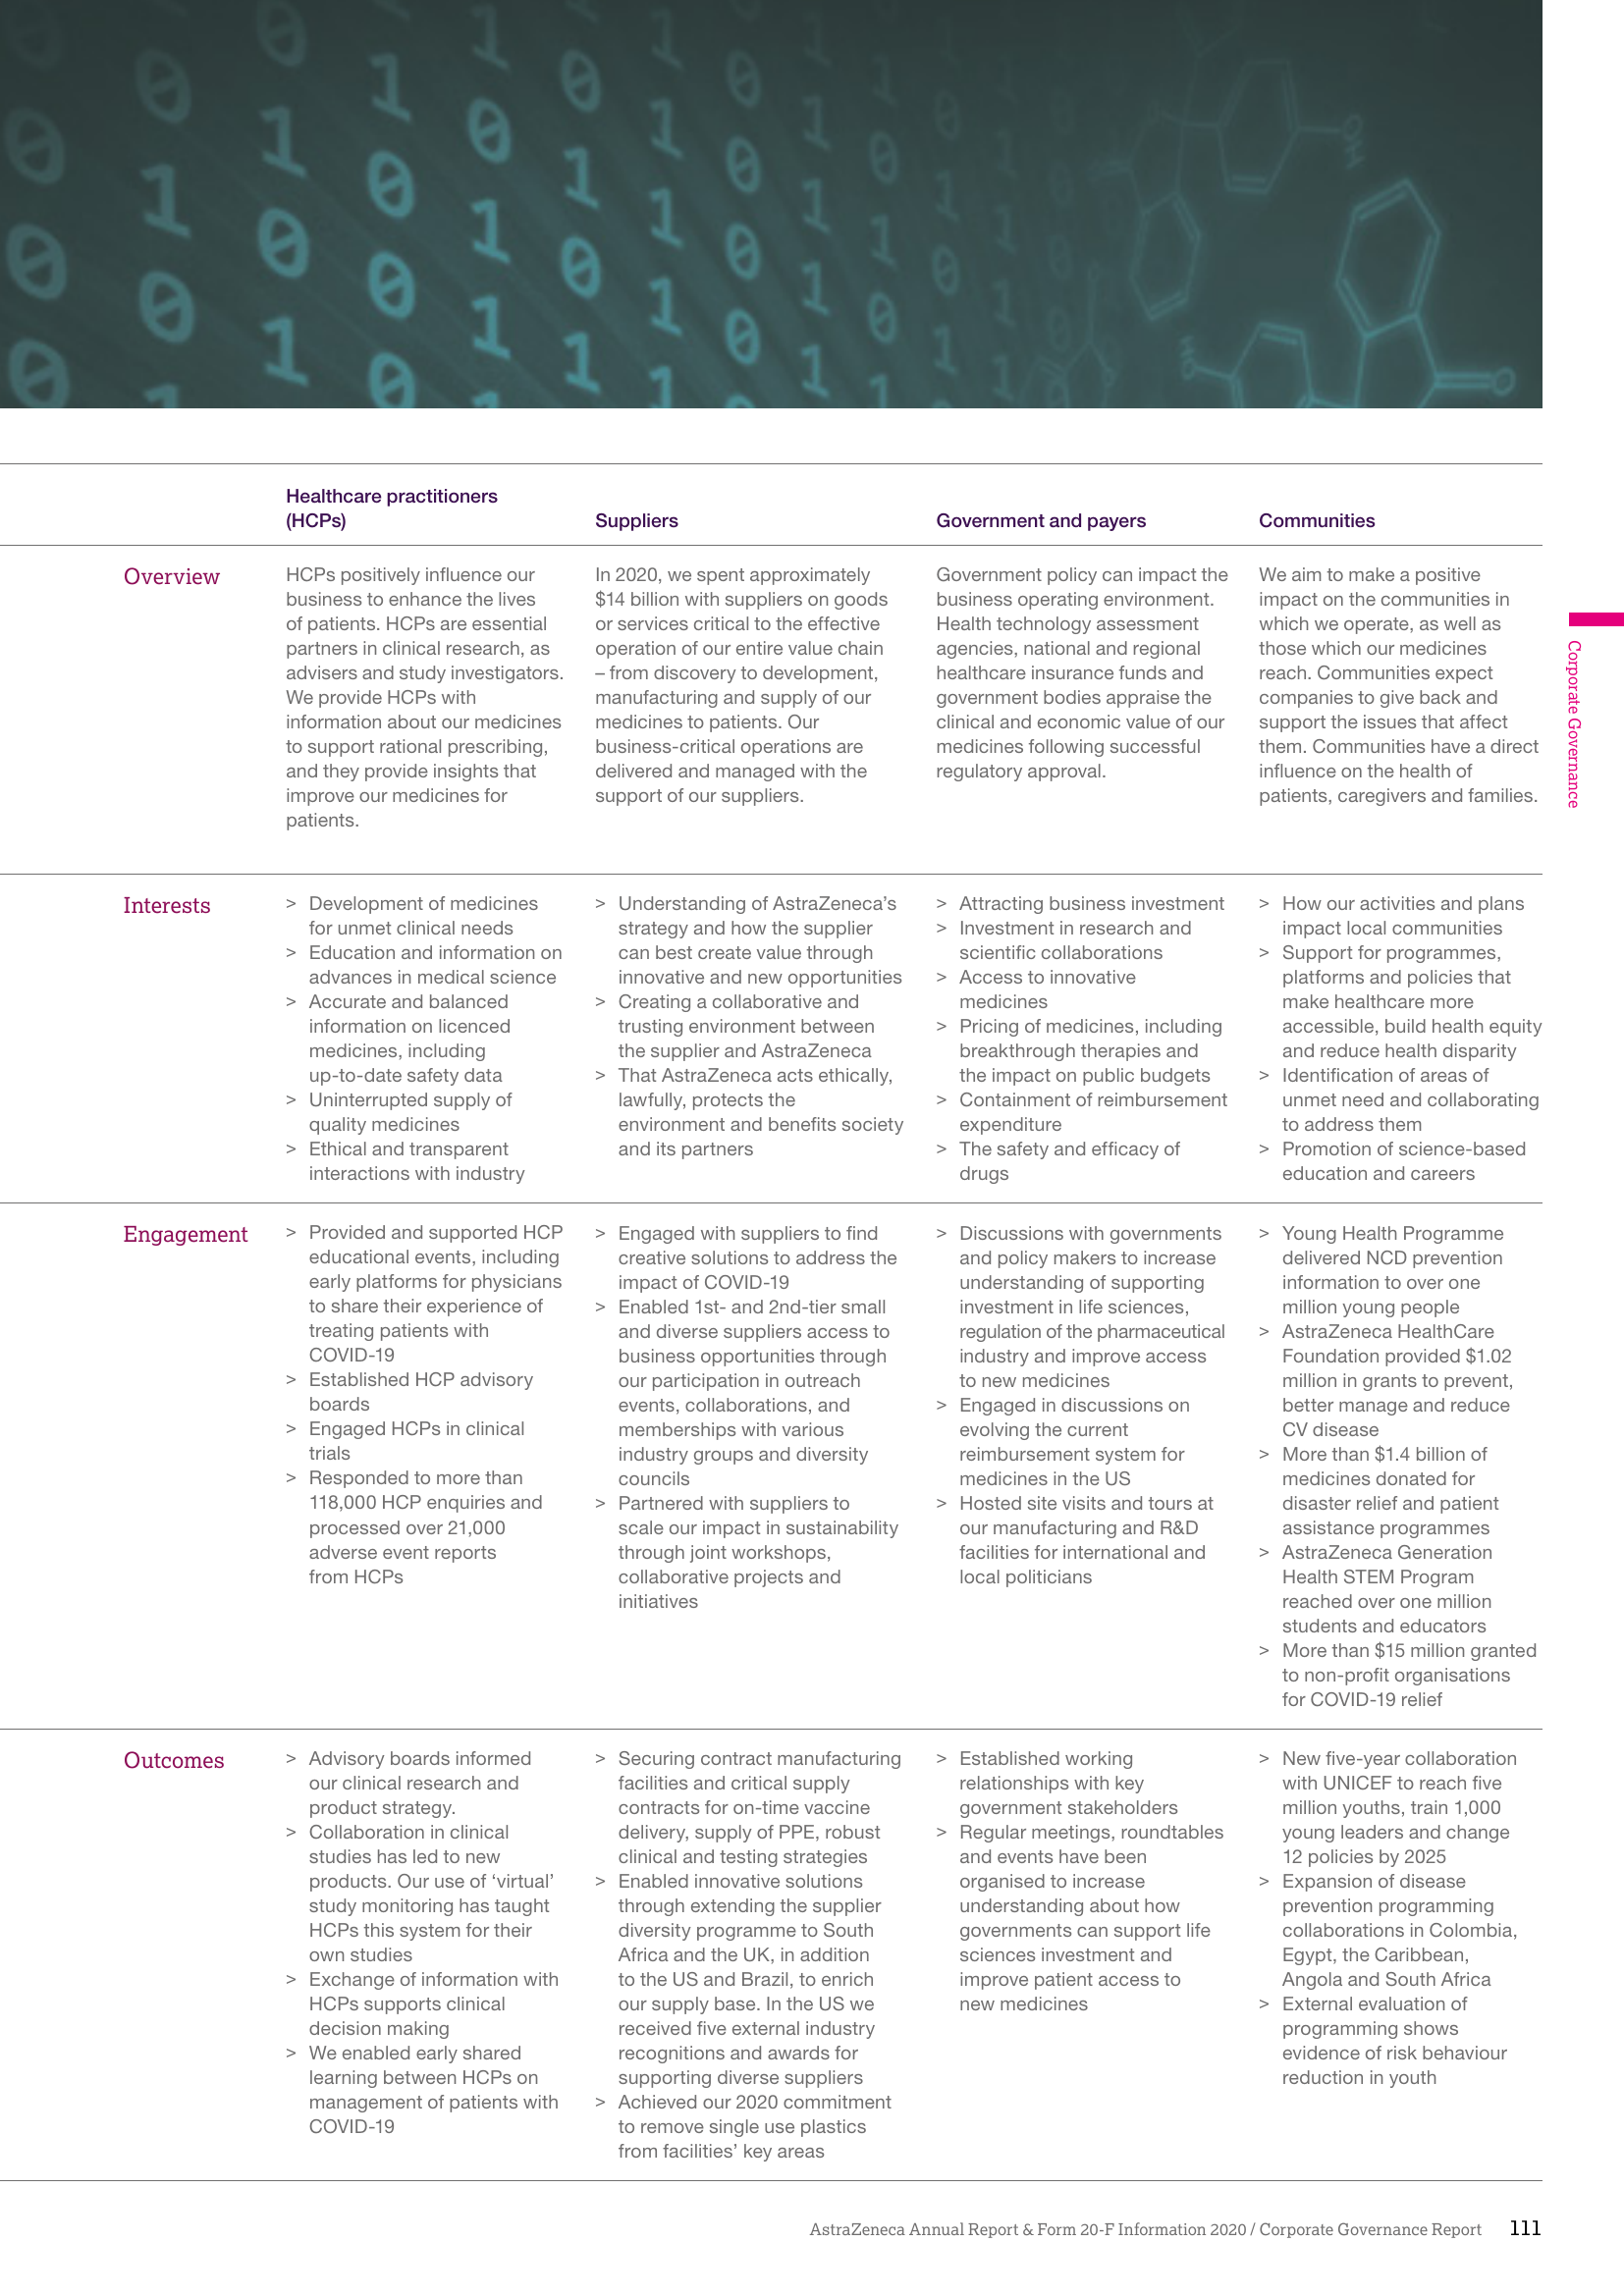 Healthcare practitioners
(HCPs)
Suppliers
Government and payers
Communities
Overview
HCPs positively influence our
business to enhance the lives
of patients. HCPs are essential
partners in clinical research, as
advisers and study investigators.
We provide HCPs with
information about our medicines
to support rational prescribing,
and they provide insights that
improve our medicines for
patients.
In 2020, we spent approximately
$14 billion with suppliers on goods
or services critical to the effective
operation of our entire value chain
– from discovery to development,
manufacturing and supply of our
medicines to patients. Our
business-critical operations are
delivered and managed with the
support of our suppliers.
Government policy can impact the
business operating environment.
Health technology assessment
agencies, national and regional
healthcare insurance funds and
government bodies appraise the
clinical and economic value of our
medicines following successful
regulatory approval.
We aim to make a positive
impact on the communities in
which we operate, as well as
those which our medicines
reach. Communities expect
companies to give back and
support the issues that affect
them. Communities have a direct
influence on the health of
patients, caregivers and families.
Interests
> Development of medicines
for unmet clinical needs
> Education and information on
advances in medical science
> Accurate and balanced
information on licenced
medicines, including
up-to-date safety data
> Uninterrupted supply of
quality medicines
> Ethical and transparent
interactions with industry
> Understanding of AstraZeneca's
strategy and how the supplier
can best create value through
innovative and new opportunities
> Creating a collaborative and
trusting environment between
the supplier and AstraZeneca
> That AstraZeneca acts ethically,
lawfully, protects the
environment and benefits society
and its partners
> Attracting business investment
> Investment in research and
scientific collaborations
> Access to innovative
medicines
> Pricing of medicines, including
breakthrough therapies and
the impact on public budgets
> Containment of reimbursement
expenditure
> The safety and efficacy of
drugs
> How our activities and plans
impact local communities
> Support for programmes,
platforms and policies that
make healthcare more
accessible, build health equity
and reduce health disparity
> Identification of areas of
unmet need and collaborating
to address them
> Promotion of science-based
education and careers
Engagement
> Provided and supported HCP
educational events, including
early platforms for physicians
to share their experience of
treating patients with
COVID-19
> Established HCP advisory
boards
> Engaged HCPs in clinical
trials
> Responded to more than
118,000 HCP enquiries and
processed over 21,000
adverse event reports
from HCPs
> Engaged with suppliers to find
creative solutions to address the
impact of COVID-19
> Enabled 1st- and 2nd-tier small
and diverse suppliers access to
business opportunities through
our participation in outreach
events, collaborations, and
memberships with various
industry groups and diversity
councils
> Partnered with suppliers to
scale our impact in sustainability
through joint workshops,
collaborative projects and
initiatives
> Discussions with governments
and policy makers to increase
understanding of supporting
investment in life sciences,
regulation of the pharmaceutical
industry and improve access
to new medicines
> Engaged in discussions on
evolving the current
reimbursement system for
medicines in the US
> Hosted site visits and tours at
our manufacturing and R&D
facilities for international and
local politicians
> Young Health Programme
delivered NCD prevention
information to over one
million young people
> AstraZeneca HealthCare
Foundation provided $1.02
million in grants to prevent,
better manage and reduce
CV disease
> More than $1.4 billion of
medicines donated for
disaster relief and patient
assistance programmes
> AstraZeneca Generation
Health STEM Program
reached over one million
students and educators
> More than $15 million granted
to non-profit organisations
for COVID-19 relief
Outcomes
> Advisory boards informed
our clinical research and
product strategy.
> Collaboration in clinical
studies has led to new
products. Our use of 'virtual'
study monitoring has taught
HCPs this system for their
own studies
> Exchange of information with
HCPs supports clinical
decision making
> We enabled early shared
learning between HCPs on
management of patients with
COVID-19
> Securing contract manufacturing
facilities and critical supply
contracts for on-time vaccine
delivery, supply of PPE, robust
clinical and testing strategies
> Enabled innovative solutions
through extending the supplier
diversity programme to South
Africa and the UK, in addition
to the US and Brazil, to enrich
our supply base. In the US we
received five external industry
recognitions and awards for
supporting diverse suppliers
> Achieved our 2020 commitment
to remove single use plastics
from facilities' key areas
> Established working
relationships with key
government stakeholders
> Regular meetings, roundtables
and events have been
organised to increase
understanding about how
governments can support life
sciences investment and
improve patient access to
new medicines
> New five-year collaboration
with UNICEF to reach five
million youths, train 1,000
young leaders and change
12 policies by 2025
> Expansion of disease
prevention programming
collaborations in Colombia,
Egypt, the Caribbean,
Angola and South Africa
> External evaluation of
programming shows
evidence of risk behaviour
reduction in youth
Corporate Governance
AstraZeneca Annual Report & Form 20-F Information 2020 / Corporate Governance Report 111